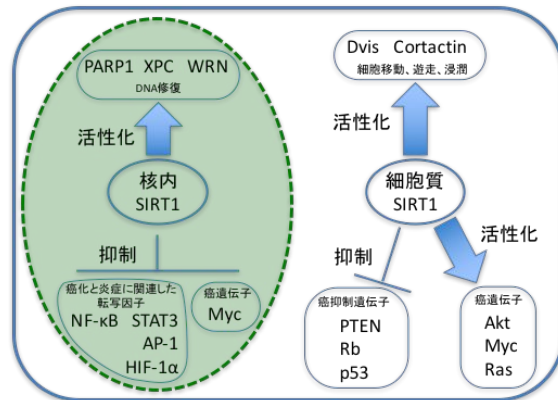 PARP1 XPC WRN
DNA修復
活性化
核内
SIRT1
抑制
癌化と炎症に関連した
転写因子
NF-κB STAT3
AP-1
HIF-1α
癌遺伝子
Myc
Dvis Cortactin
細胞移動、遊走、浸潤
活性化
細胞質
SIRT1
抑制
活性化
癌抑制遺伝子
PTEN
Rb
p53
癌遺伝子
Akt
Myc
Ras